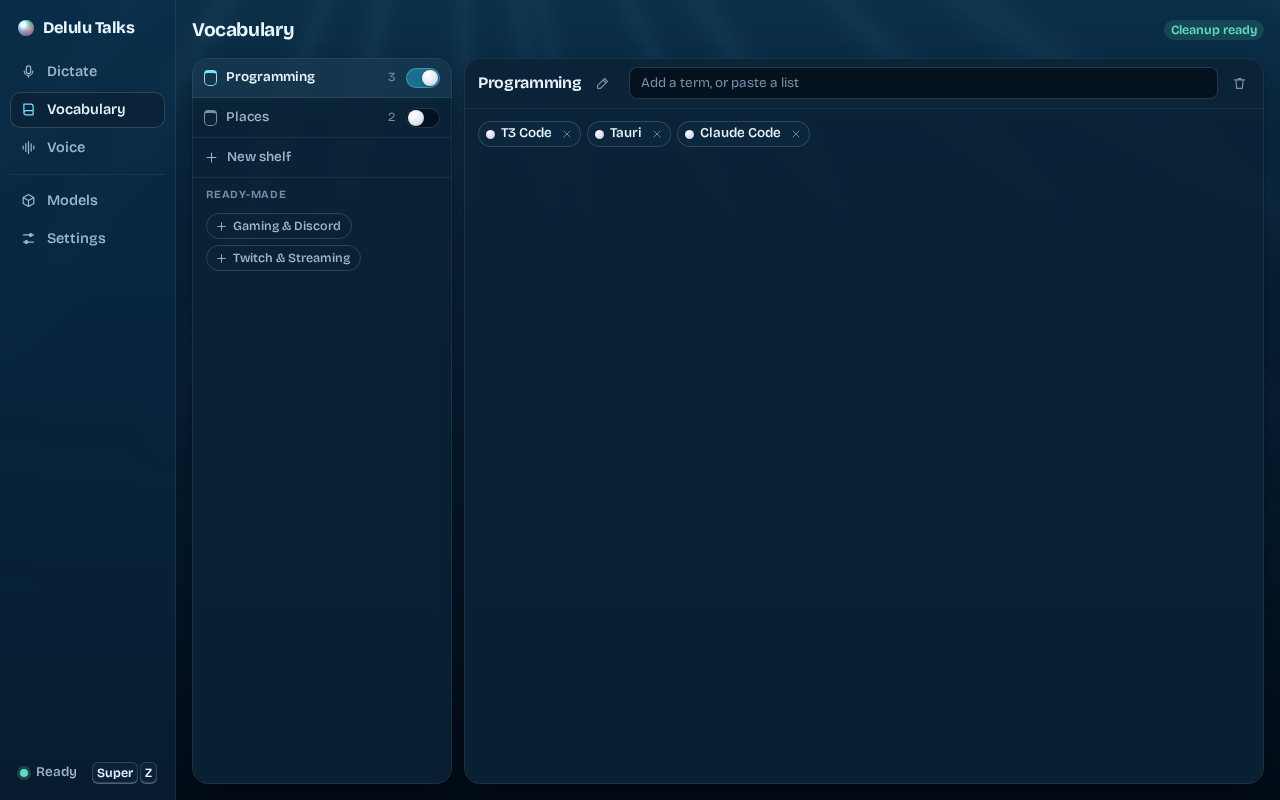 Delulu Talks
Dictate
Vocabulary
Voice
Models
Settings
Ready Super Z
Vocabulary
Cleanup ready
Programming 3
Places 2
New shelf
READY-MADE
Gaming & Discord
Twitch & Streaming
Programming Add a term, or paste a list
T3 Code Tauri Claude Code